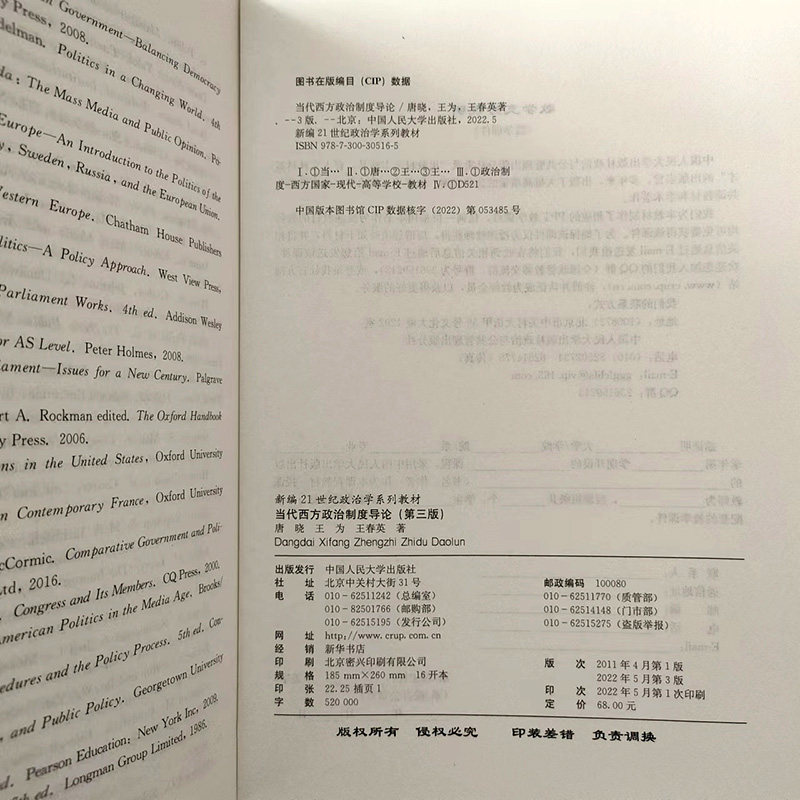 n Government—Balancing Democracy
y Press, 2008.
delman. Politics in a Changing World. 4th
da: The Mass Media and Public Opinion. Po-
Europe—An Introduction to the Politics of the
y, Sweden, Russia, and the European Union.
Western Europe. Chatham House Publishers
olitics—A Policy Approach. West View Press,
Parliament Works. 4th ed. Addison Wesley
or AS Level. Peter Holmes, 2008.
liament—Issues for a New Century. Palgrave
rt A. Rockman edited. The Oxford Handbook
y Press. 2006.
ons in the United States, Oxford University
n Contemporary France, Oxford University
cCormic. Comparative Government and Poli-
Ltd, 2016.
Congress and Its Members. CQ Press, 2000.
American Politics in the Media Age. Brooks/
edures and the Policy Process. 5th ed. Con-
, and Public Policy. Georgetown University
d. Pearson Education: New York Inc, 2009.
th ed. Longman Group Limited, 1986.
图书在版编目（CIP）数据
当代西方政治制度导论/唐晓，王为，王春英著
. --3版. --北京：中国人民大学出版社，2022.5
新编21世纪政治学系列教材
ISBN 978-7-300-30516-5
Ⅰ.①当… Ⅱ.①唐…②王…③王… Ⅲ.①政治制
度-西方国家-现代-高等学校-教材 Ⅳ.①D521
中国版本图书馆CIP数据核字（2022）第053485号
新编21世纪政治学系列教材
当代西方政治制度导论（第三版）
唐 晓 王 为 王春英 著
Dangdai Xifang Zhengzhi Zhidu Daolun
出版发行 中国人民大学出版社
社 址 北京中关村大街31号 邮政编码 100080
电 话 010-62511242（总编室） 010-62511770（质管部）
010-82501766（邮购部） 010-62514148（门市部）
010-62515195（发行公司） 010-62515275（盗版举报）
网 址 http://www.crup.com.cn
经 销 新华书店
印 刷 北京密兴印刷有限公司 版 次 2011年4月第1版
规 格 185 mm×260 mm 16开本 2022年5月第3版
印 张 22.25 插页1 印 次 2022年5月第1次印刷
字 数 520 000 定 价 68.00元
版权所有 侵权必究 印装差错 负责调换